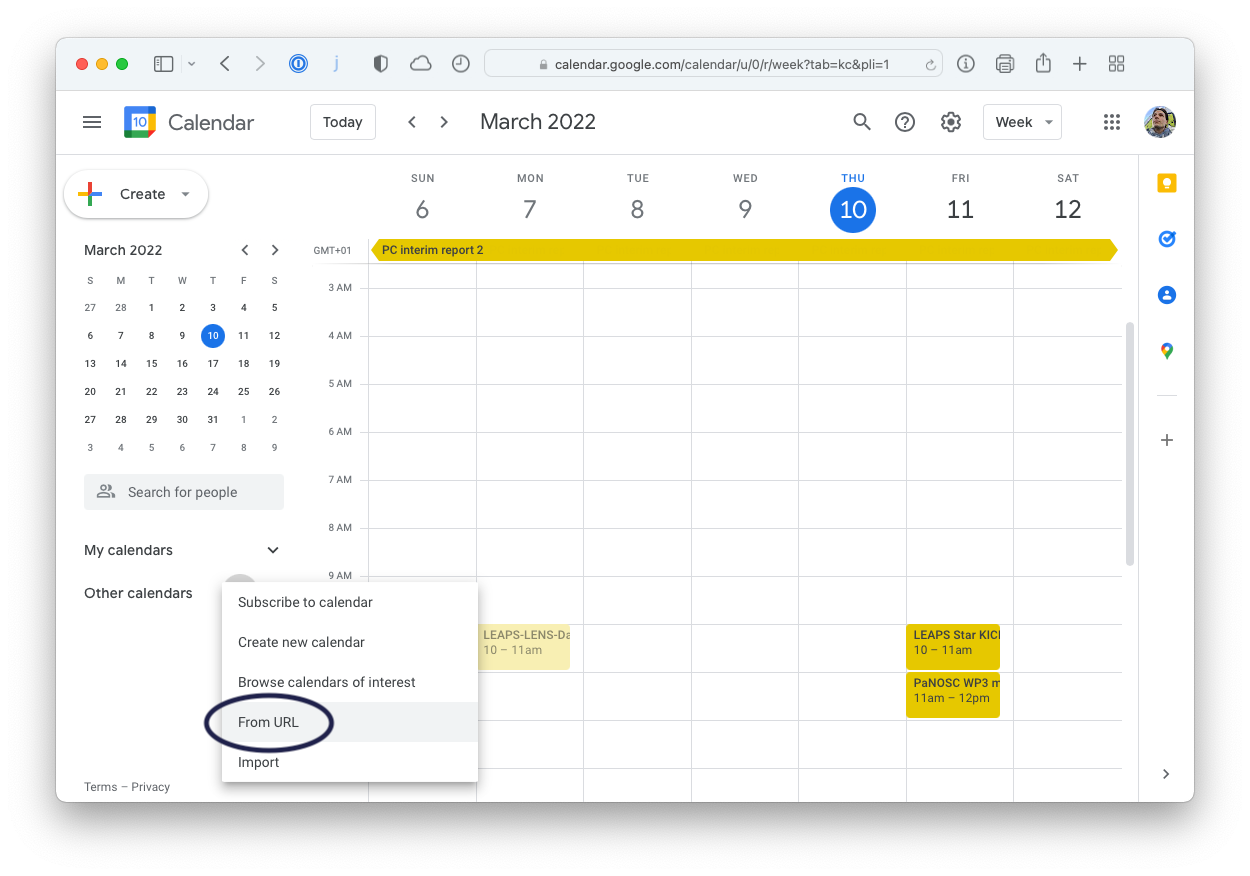 calendar.google.com/calendar/u/0/r/week?tab=kc&pli=1
10 Calendar Today March 2022 Week
Create
March 2022
S M T W T F S
27 28 1 2 3 4 5
6 7 8 9 10 11 12
13 14 15 16 17 18 19
20 21 22 23 24 25 26
27 28 29 30 31 1 2
3 4 5 6 7 8 9
Search for people
My calendars
Other calendars
Subscribe to calendar
Create new calendar
Browse calendars of interest
From URL
Import
Terms – Privacy
SUN MON TUE WED THU FRI SAT
6 7 8 9 10 11 12
GMT+01 PC interim report 2
3 AM
4 AM
5 AM
6 AM
7 AM
8 AM
9 AM
LEAPS-LENS-Da
10 – 11am
LEAPS Star KICK
10 – 11am
PaNOSC WP3 m
11am – 12pm